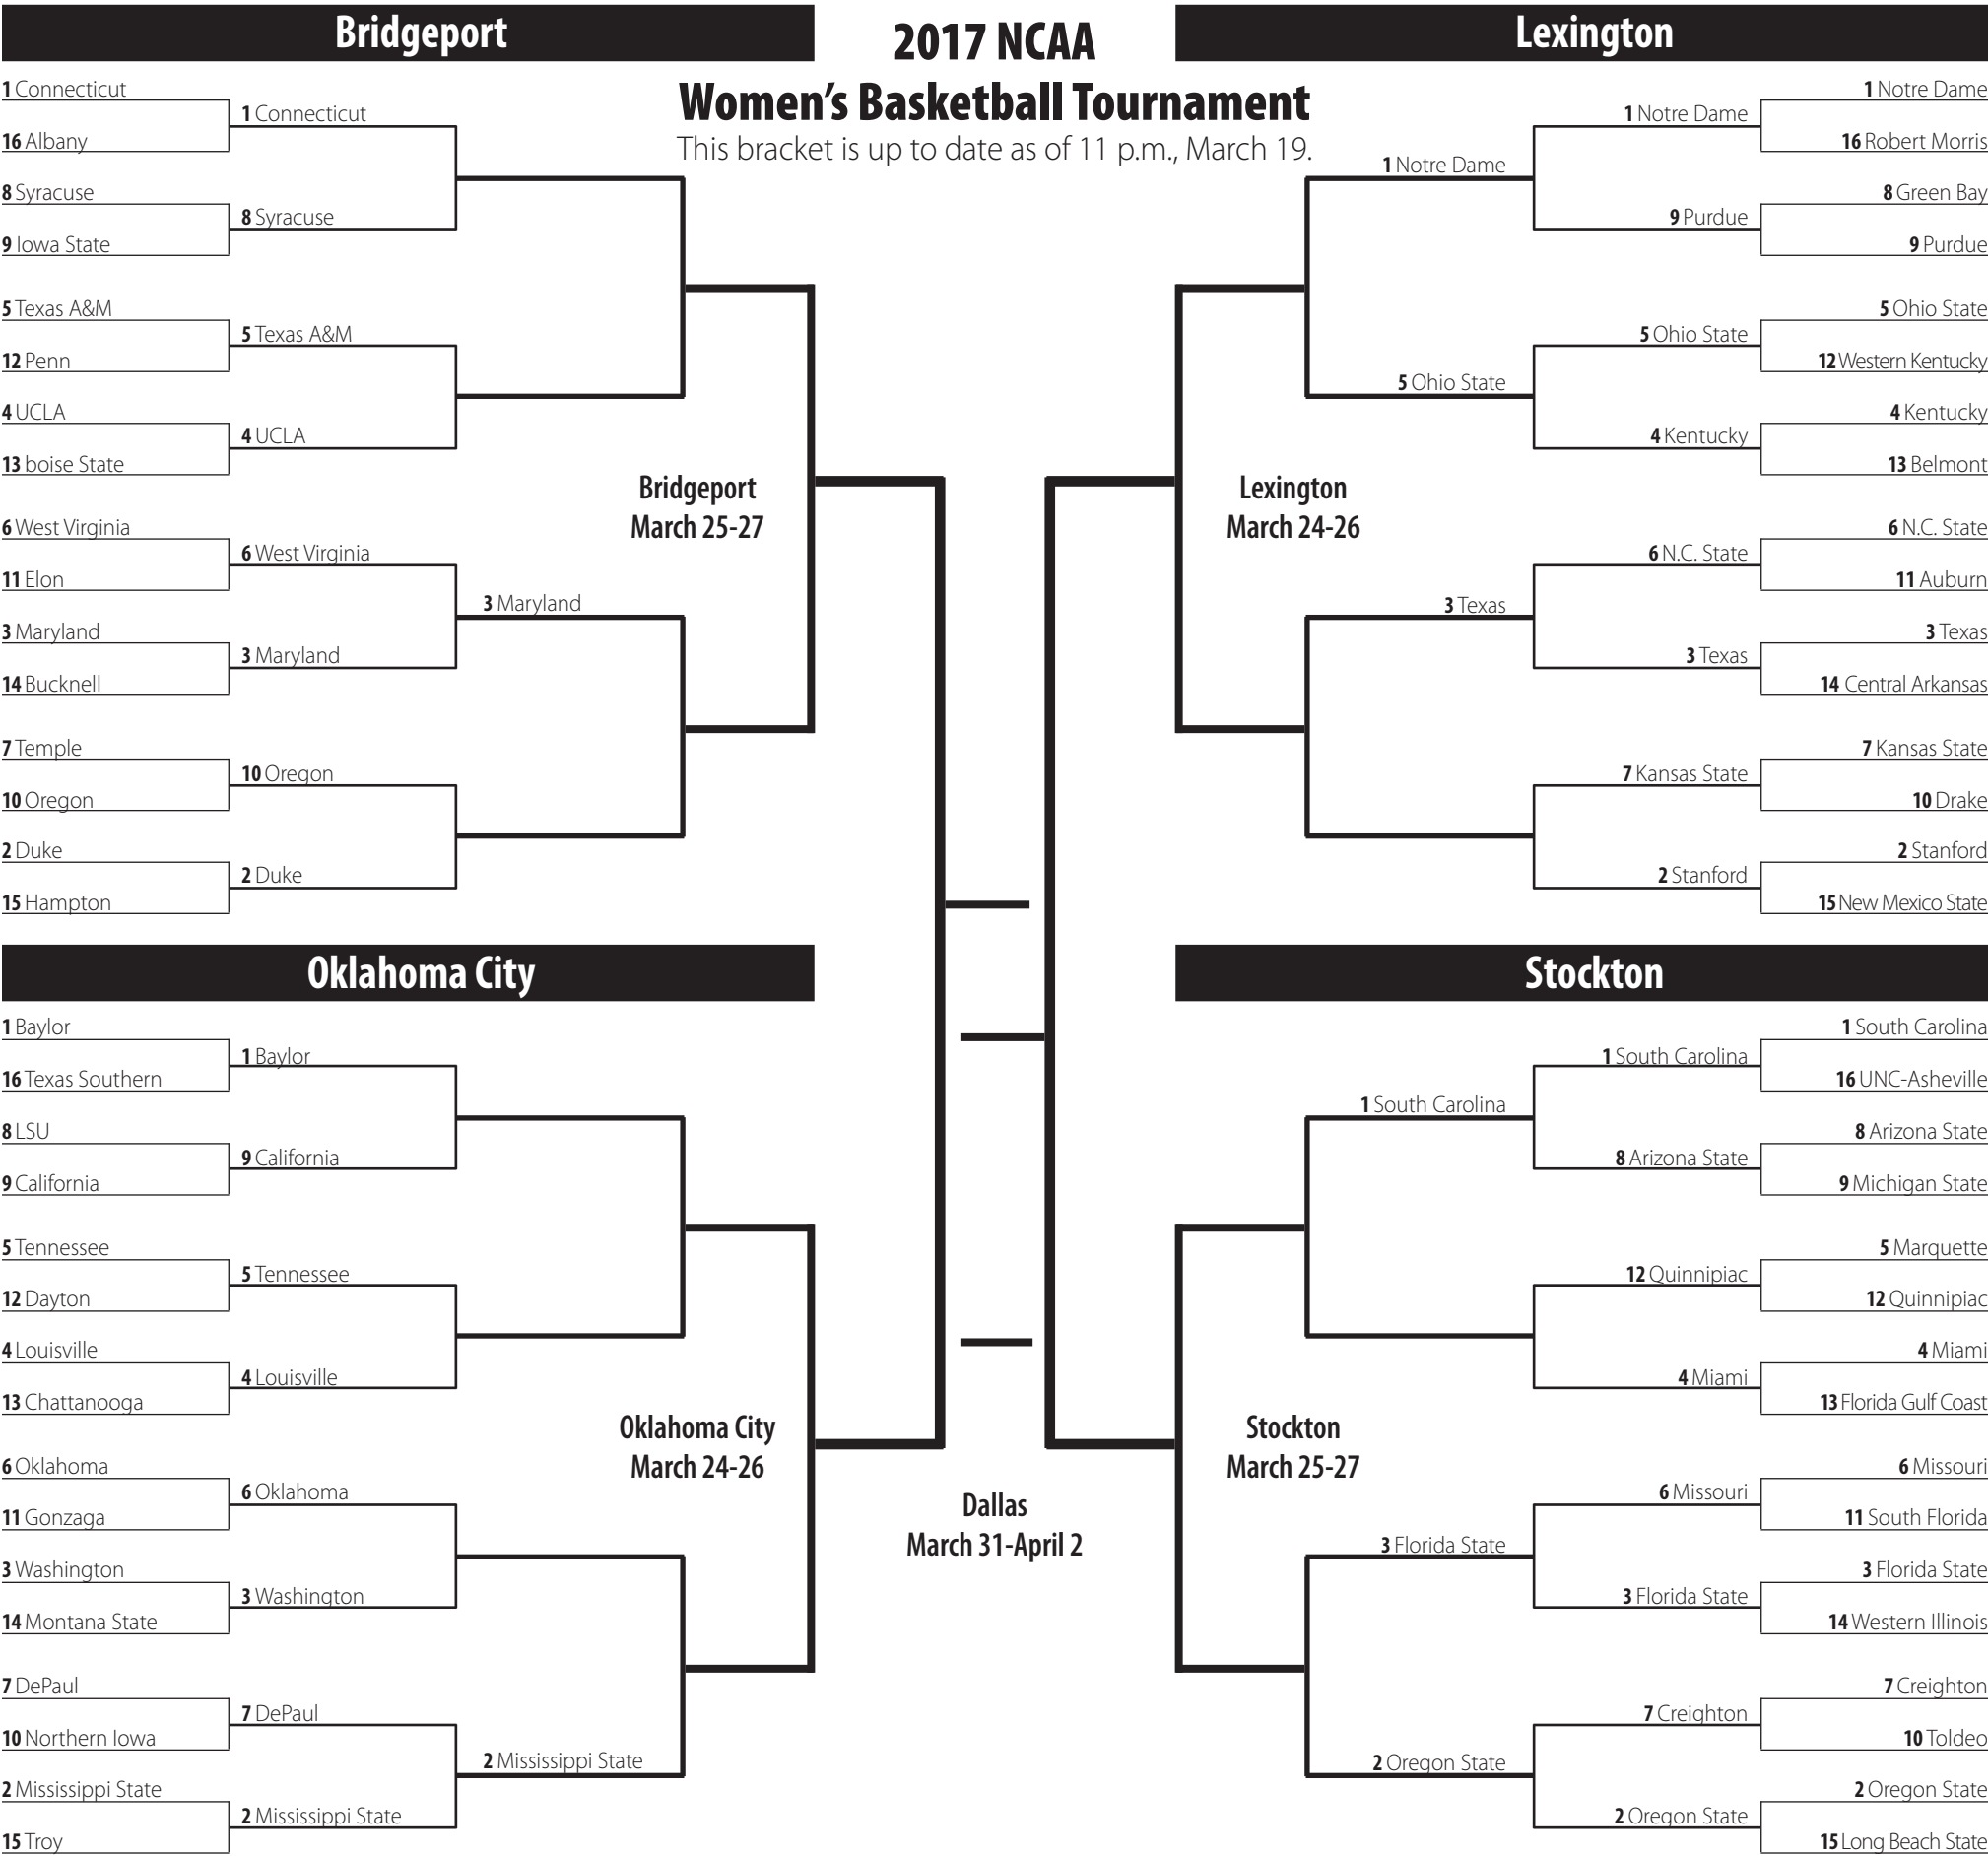 2017 NCAA
Women's Basketball Tournament
This bracket is up to date as of 11 p.m., March 19.
Bridgeport
1 Connecticut
16 Albany
8 Syracuse
9 Iowa State
5 Texas A&M
12 Penn
4 UCLA
13 boise State
6 West Virginia
11 Elon
3 Maryland
14 Bucknell
7 Temple
10 Oregon
2 Duke
15 Hampton
1 Connecticut
8 Syracuse
5 Texas A&M
4 UCLA
6 West Virginia
3 Maryland
10 Oregon
2 Duke
3 Maryland
Bridgeport
March 25-27
Oklahoma City
1 Baylor
16 Texas Southern
8 LSU
9 California
5 Tennessee
12 Dayton
4 Louisville
13 Chattanooga
6 Oklahoma
11 Gonzaga
3 Washington
14 Montana State
7 DePaul
10 Northern Iowa
2 Mississippi State
15 Troy
1 Baylor
9 California
5 Tennessee
4 Louisville
6 Oklahoma
3 Washington
7 DePaul
2 Mississippi State
2 Mississippi State
Oklahoma City
March 24-26
Dallas
March 31-April 2
Lexington
1 Notre Dame
16 Robert Morris
8 Green Bay
9 Purdue
5 Ohio State
12 Western Kentucky
4 Kentucky
13 Belmont
6 N.C. State
11 Auburn
3 Texas
14 Central Arkansas
7 Kansas State
10 Drake
2 Stanford
15 New Mexico State
1 Notre Dame
9 Purdue
5 Ohio State
4 Kentucky
6 N.C. State
3 Texas
7 Kansas State
2 Stanford
1 Notre Dame
5 Ohio State
3 Texas
Lexington
March 24-26
Stockton
1 South Carolina
16 UNC-Asheville
8 Arizona State
9 Michigan State
5 Marquette
12 Quinnipiac
4 Miami
13 Florida Gulf Coast
6 Missouri
11 South Florida
3 Florida State
14 Western Illinois
7 Creighton
10 Toldeo
2 Oregon State
15 Long Beach State
1 South Carolina
8 Arizona State
12 Quinnipiac
4 Miami
6 Missouri
3 Florida State
7 Creighton
2 Oregon State
1 South Carolina
3 Florida State
2 Oregon State
Stockton
March 25-27